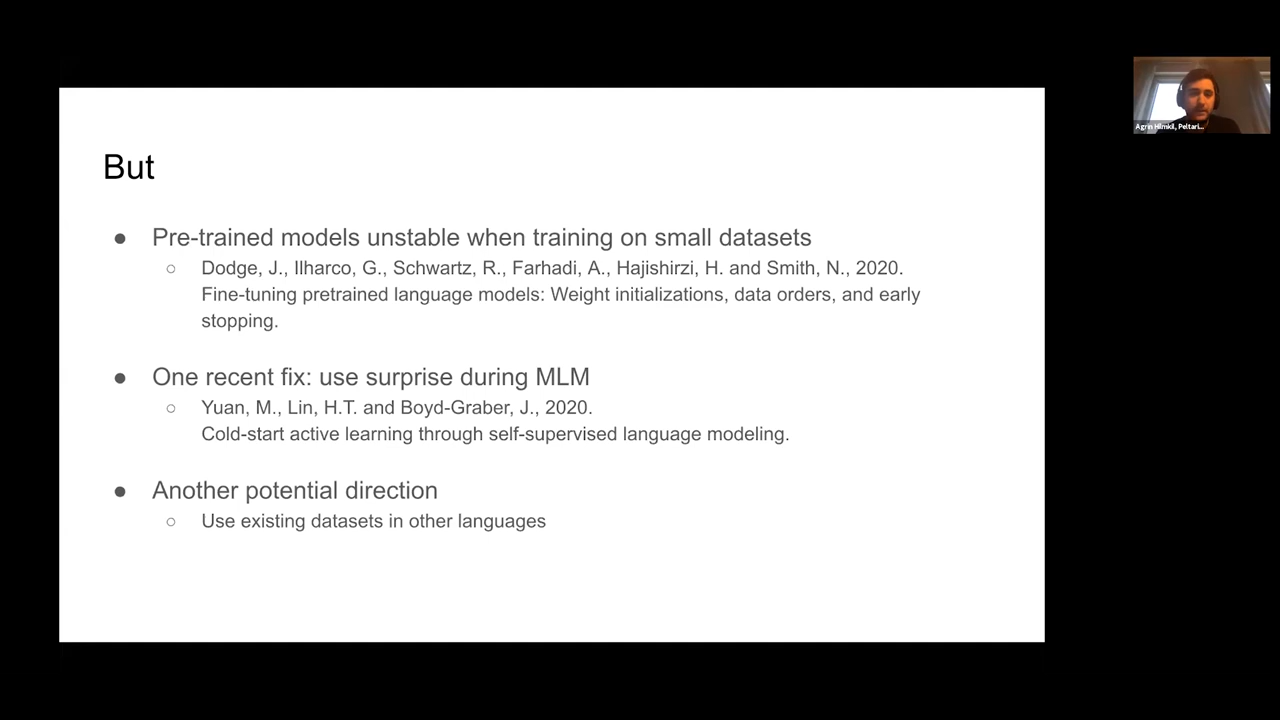 But
● Pre-trained models unstable when training on small datasets
○ Dodge, J., Ilharco, G., Schwartz, R., Farhadi, A., Hajishirzi, H. and Smith, N., 2020.
Fine-tuning pretrained language models: Weight initializations, data orders, and early
stopping.
● One recent fix: use surprise during MLM
○ Yuan, M., Lin, H.T. and Boyd-Graber, J., 2020.
Cold-start active learning through self-supervised language modeling.
● Another potential direction
○ Use existing datasets in other languages
Agrin Hilmkil, Peltari...